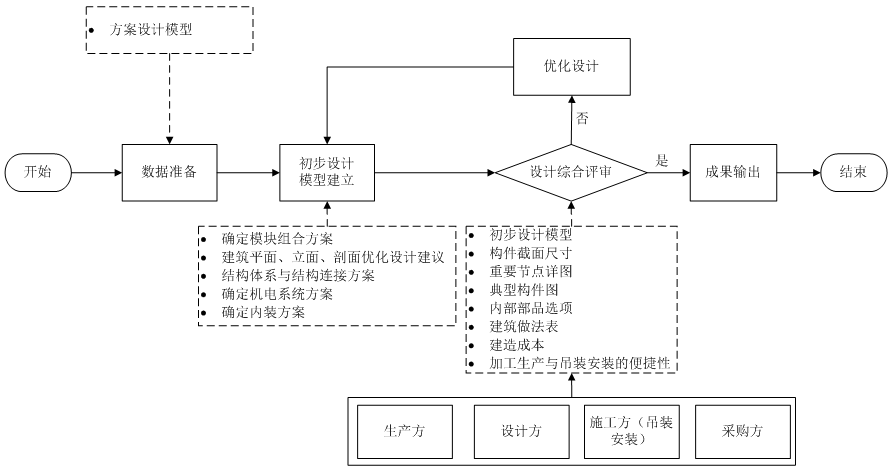 方案设计模型
优化设计
否
开始
数据准备
初步设计
模型建立
设计综合评审
是
成果输出
结束
确定模块组合方案
建筑平面、立面、剖面优化设计建议
结构体系与结构连接方案
确定机电系统方案
确定内装方案
初步设计模型
构件截面尺寸
重要节点详图
典型构件图
内部部品选项
建筑做法表
建造成本
加工生产与吊装安装的便捷性
生产方
设计方
施工方（吊装
安装）
采购方